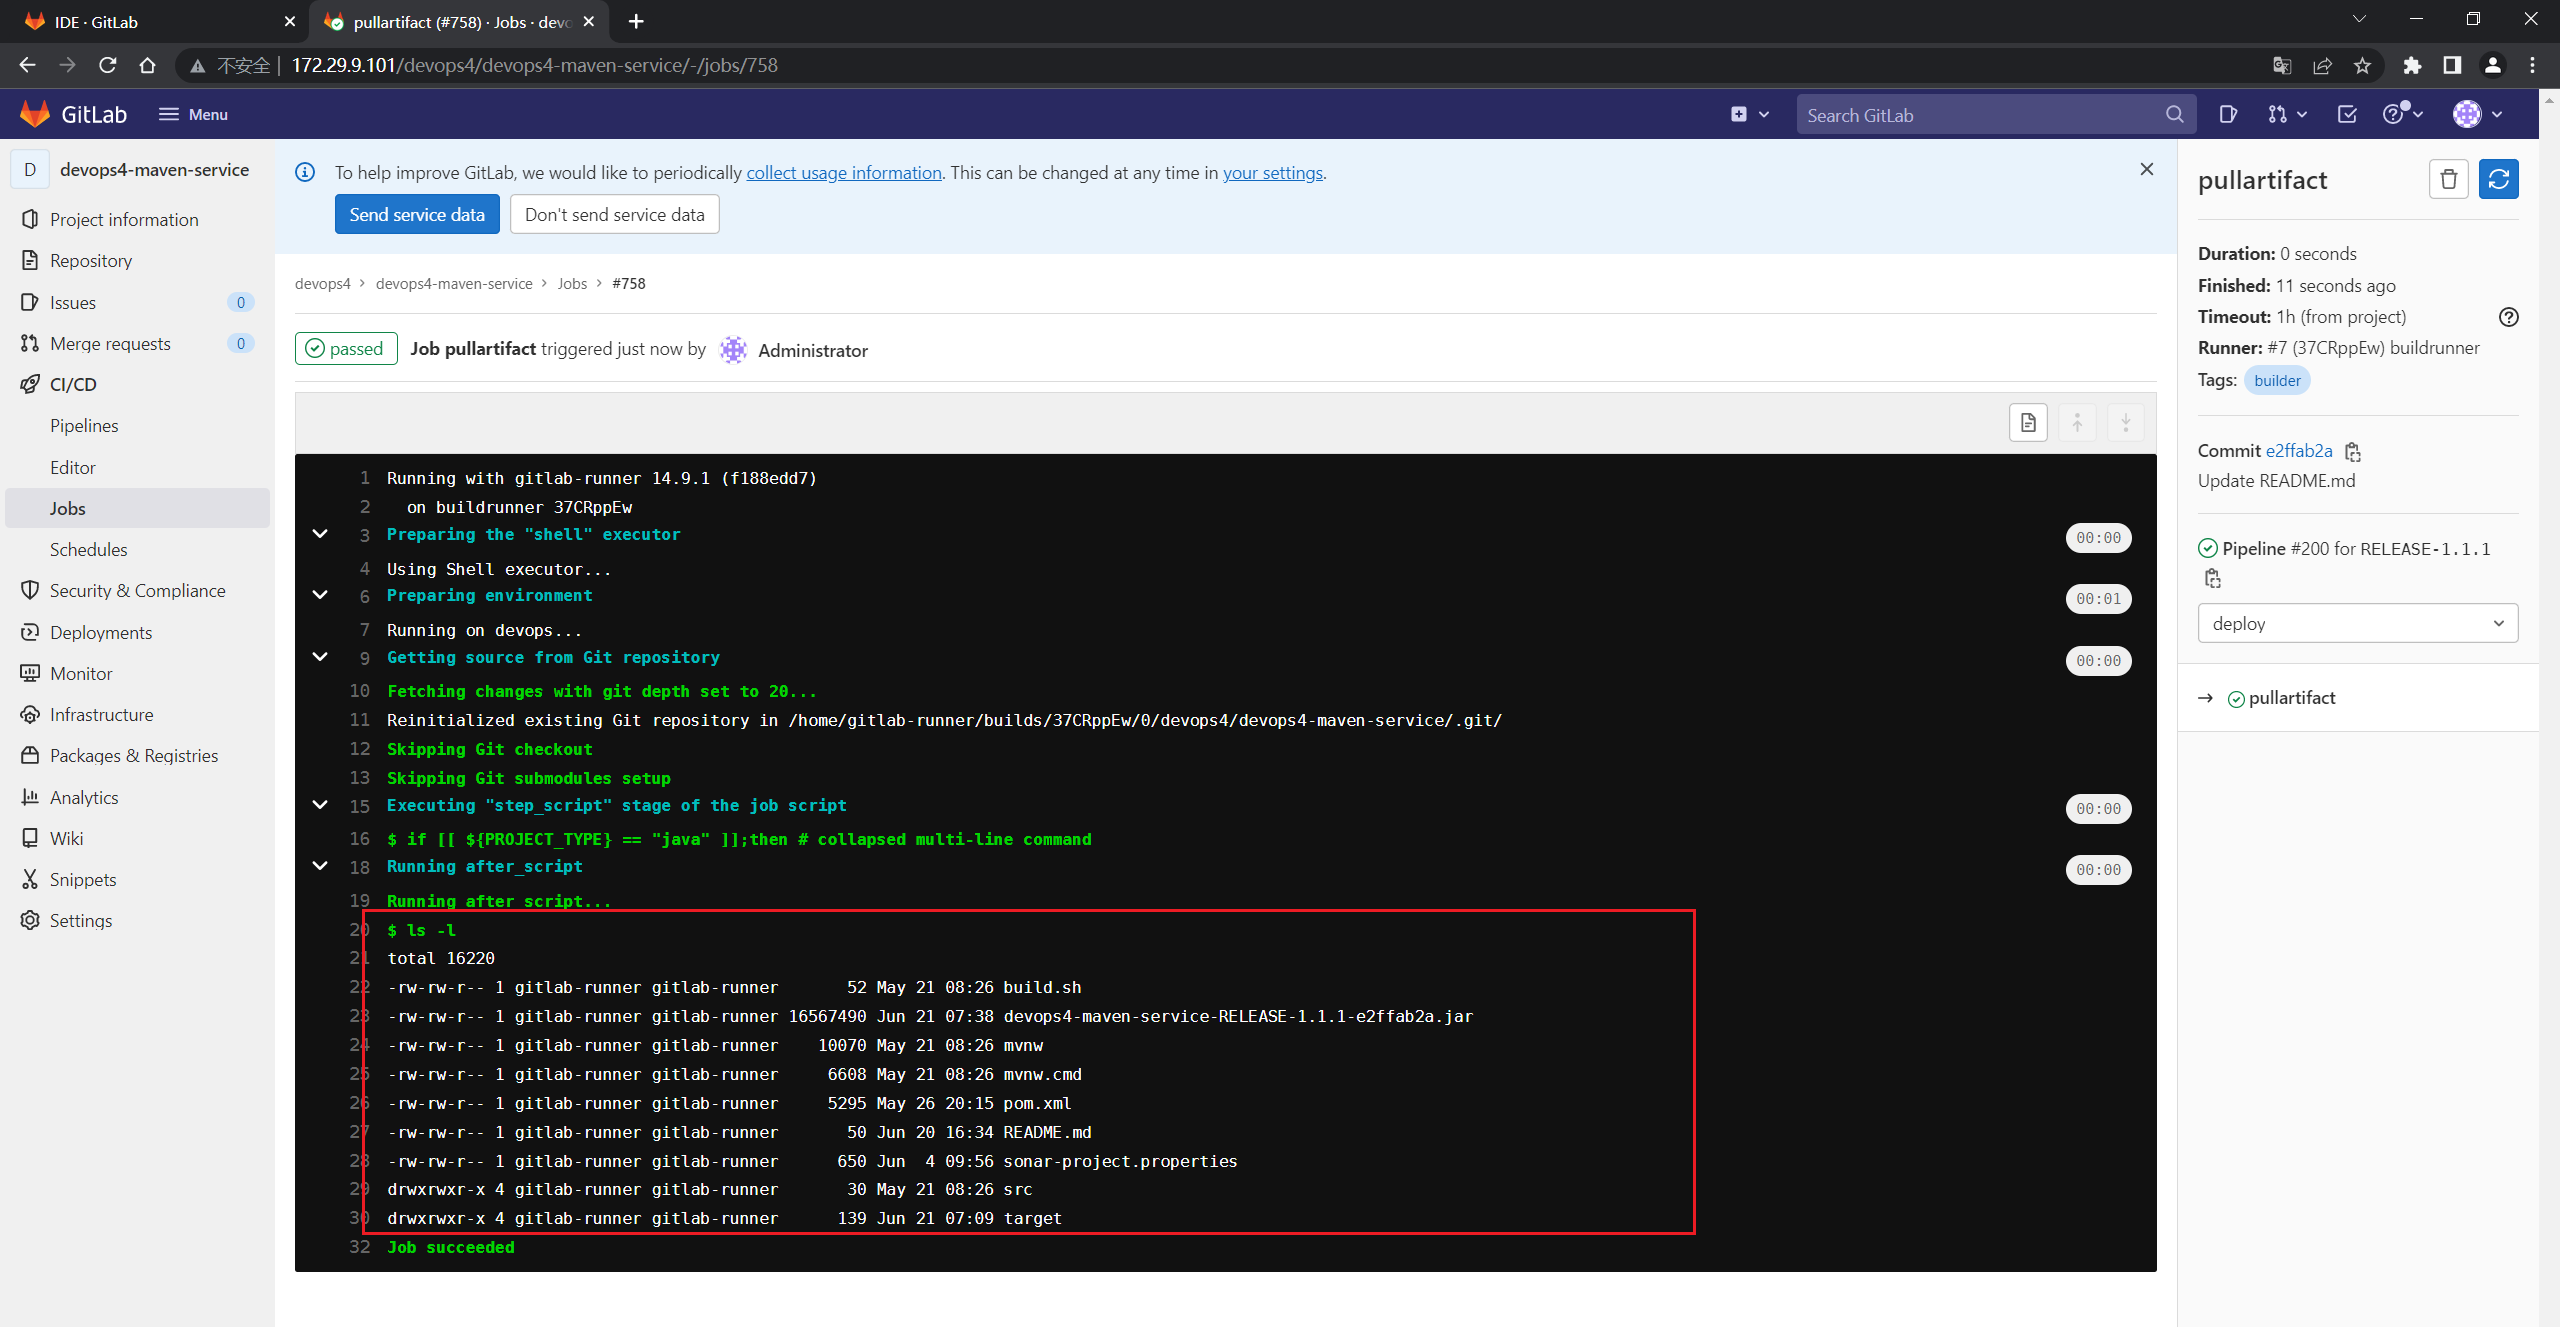 IDE · GitLab
pullartifact (#758) · Jobs · devo
不安全 | 172.29.9.101/devops4/devops4-maven-service/-/jobs/758
GitLab
Menu
Search GitLab
D devops4-maven-service
Project information
Repository
Issues 0
Merge requests 0
CI/CD
Pipelines
Editor
Jobs
Schedules
Security & Compliance
Deployments
Monitor
Infrastructure
Packages & Registries
Analytics
Wiki
Snippets
Settings
To help improve GitLab, we would like to periodically collect usage information. This can be changed at any time in your settings.
Send service data
Don't send service data
devops4 > devops4-maven-service > Jobs > #758
passed Job pullartifact triggered just now by Administrator
1 Running with gitlab-runner 14.9.1 (f188edd7)
2 on buildrunner 37CRppEw
3 Preparing the "shell" executor 00:00
4 Using Shell executor...
6 Preparing environment 00:01
7 Running on devops...
9 Getting source from Git repository 00:00
10 Fetching changes with git depth set to 20...
11 Reinitialized existing Git repository in /home/gitlab-runner/builds/37CRppEw/0/devops4/devops4-maven-service/.git/
12 Skipping Git checkout
13 Skipping Git submodules setup
15 Executing "step_script" stage of the job script 00:00
16 $ if [[ ${PROJECT_TYPE} == "java" ]];then # collapsed multi-line command
18 Running after_script 00:00
19 Running after script...
20 $ ls -l
21 total 16220
22 -rw-rw-r-- 1 gitlab-runner gitlab-runner 52 May 21 08:26 build.sh
23 -rw-rw-r-- 1 gitlab-runner gitlab-runner 16567490 Jun 21 07:38 devops4-maven-service-RELEASE-1.1.1-e2ffab2a.jar
24 -rw-rw-r-- 1 gitlab-runner gitlab-runner 10070 May 21 08:26 mvnw
25 -rw-rw-r-- 1 gitlab-runner gitlab-runner 6608 May 21 08:26 mvnw.cmd
26 -rw-rw-r-- 1 gitlab-runner gitlab-runner 5295 May 26 20:15 pom.xml
27 -rw-rw-r-- 1 gitlab-runner gitlab-runner 50 Jun 20 16:34 README.md
28 -rw-rw-r-- 1 gitlab-runner gitlab-runner 650 Jun 4 09:56 sonar-project.properties
29 drwxrwxr-x 4 gitlab-runner gitlab-runner 30 May 21 08:26 src
30 drwxrwxr-x 4 gitlab-runner gitlab-runner 139 Jun 21 07:09 target
32 Job succeeded
pullartifact
Duration: 0 seconds
Finished: 11 seconds ago
Timeout: 1h (from project)
Runner: #7 (37CRppEw) buildrunner
Tags: builder
Commit e2ffab2a
Update README.md
Pipeline #200 for RELEASE-1.1.1
deploy
→ pullartifact